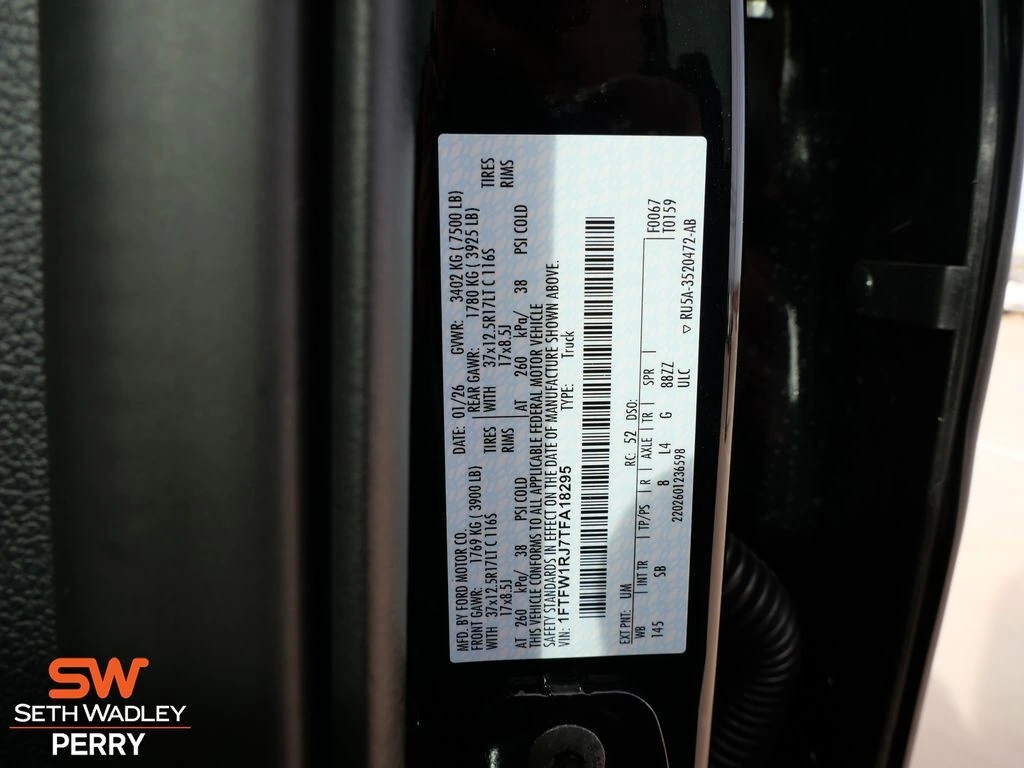 MFD. BY FORD MOTOR CO. DATE: 01/26 GVWR: 3402 KG ( 7500 LB)
FRONT GAWR: 1769 KG ( 3900 LB) REAR GAWR: 1780 KG ( 3925 LB)
WITH 37x12.5R17LT C 116S TIRES WITH 37x12.5R17LT C 116S TIRES
17x8.5J RIMS 17x8.5J RIMS
AT 260 kPa/ 38 PSI COLD AT 260 kPa/ 38 PSI COLD
THIS VEHICLE CONFORMS TO ALL APPLICABLE FEDERAL MOTOR VEHICLE
SAFETY STANDARDS IN EFFECT ON THE DATE OF MANUFACTURE SHOWN ABOVE.
VIN: 1FTFW1RJ7TFA18295 TYPE: Truck
EXT PNT: UM RC: 52 DSO: F0067
WB INT TR TP/PS R AXLE TR SPR T0159
145 SB 8 L4 G 88ZZ
2202601236598 ULC ▽ RU5A-3520472-AB
SW
SETH WADLEY
PERRY